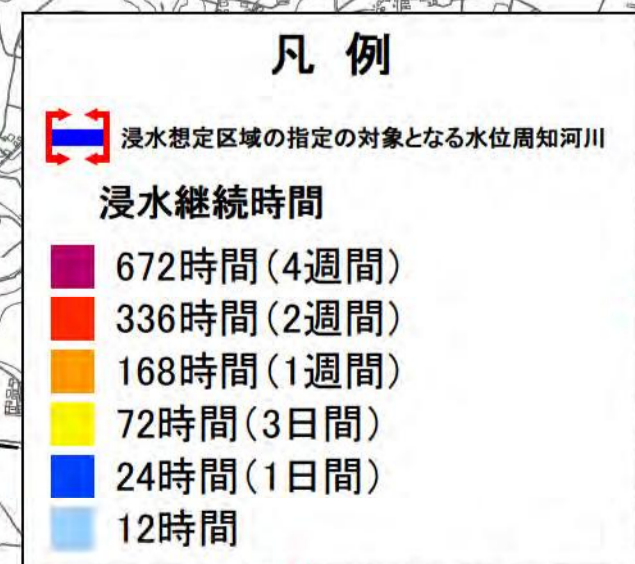 凡 例
浸水想定区域の指定の対象となる水位周知河川
浸水継続時間
672時間(4週間)
336時間(2週間)
168時間(1週間)
72時間(3日間)
24時間(1日間)
12時間